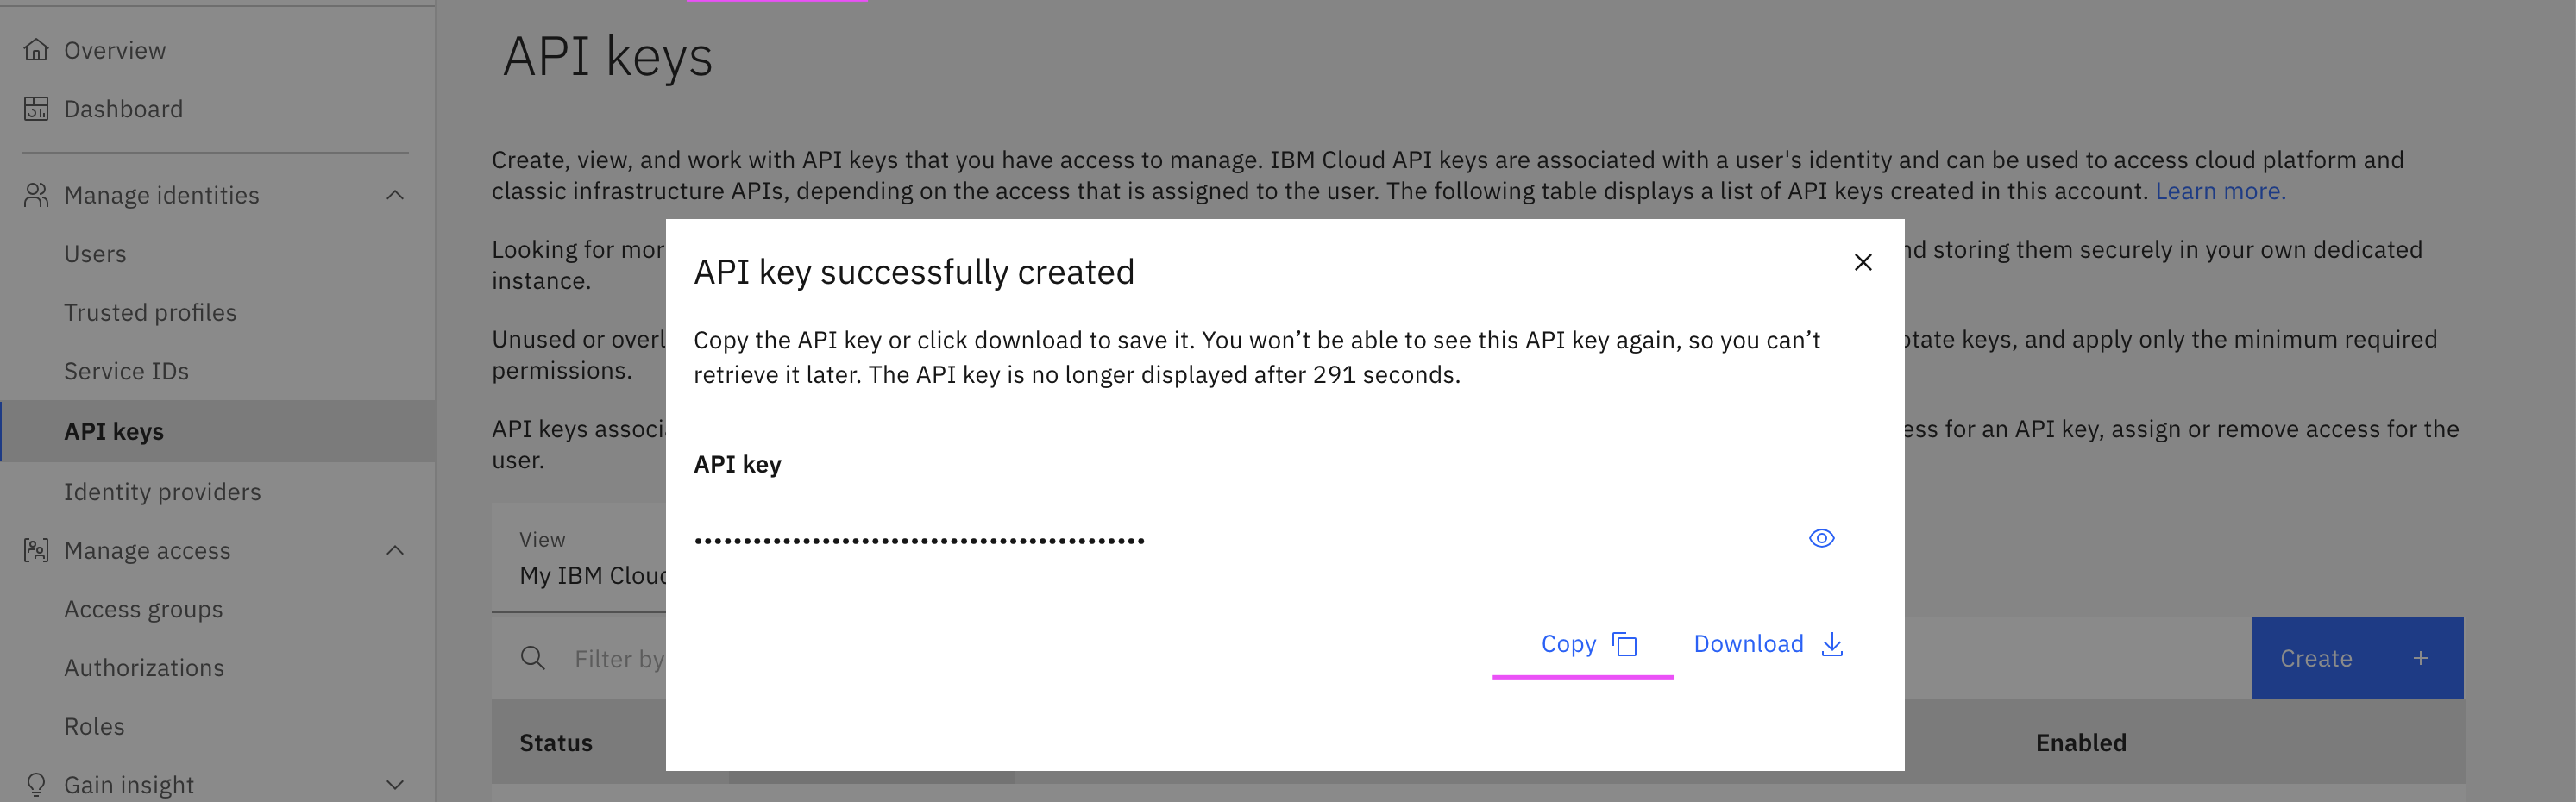 Overview
Dashboard
Manage identities
Users
Trusted profiles
Service IDs
API keys
Identity providers
Manage access
Access groups
Authorizations
Roles
Gain insight
API keys
Create, view, and work with API keys that you have access to manage. IBM Cloud API keys are associated with a user's identity and can be used to access cloud platform and
classic infrastructure APIs, depending on the access that is assigned to the user. The following table displays a list of API keys created in this account. Learn more.
Looking for mor
nd storing them securely in your own dedicated
instance.
Unused or overl
otate keys, and apply only the minimum required
permissions.
API keys associ
ess for an API key, assign or remove access for the
user.
View
My IBM Cloud
Filter by
Create +
Status
Enabled
API key successfully created
Copy the API key or click download to save it. You won’t be able to see this API key again, so you can’t
retrieve it later. The API key is no longer displayed after 291 seconds.
API key
••••••••••••••••••••••••••••••••••••••••••••
Copy
Download